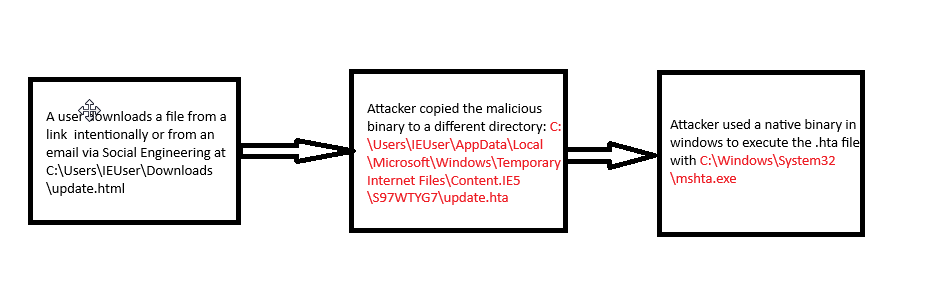 A user downloads a file from a
link  intentionally or from an
email via Social Engineering at
C:\Users\IEUser\Downloads
\update.html
Attacker copied the malicious
binary to a different directory: C:
\Users\IEUser\AppData\Local
\Microsoft\Windows\Temporary
Internet Files\Content.IE5
\S97WTYG7\update.hta
Attacker used a native binary in
windows to execute the .hta file
with C:\Windows\System32
\mshta.exe